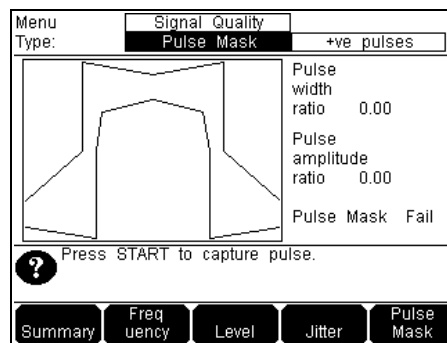 Menu Signal Quality
Type: Pulse Mask +ve pulses
Pulse
width
ratio 0.00
Pulse
amplitude
ratio 0.00
Pulse Mask Fail
? Press START to capture pulse.
Summary Freq
uency Level Jitter Pulse
Mask